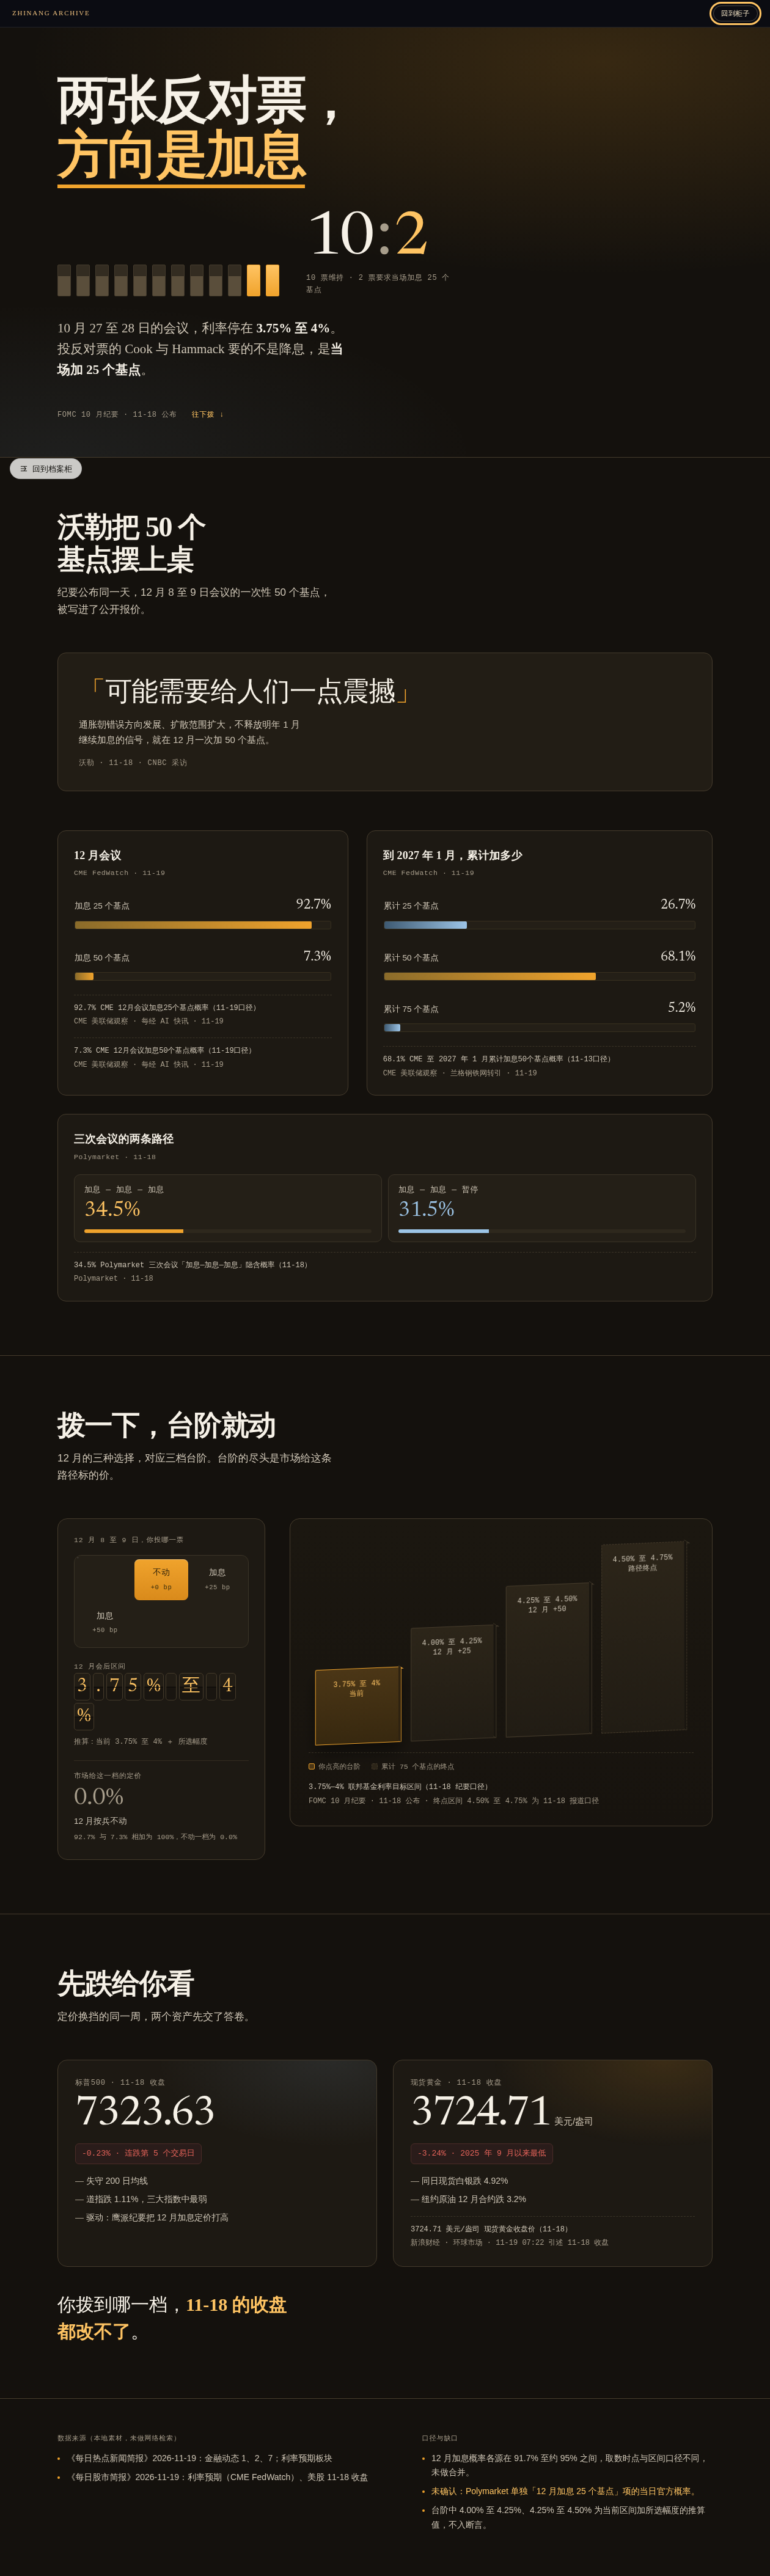 ZHINANG ARCHIVE
回到柜子
两张反对票，
方向是加息
10:2
10 票维持 · 2 票要求当场加息 25 个
基点
10 月 27 至 28 日的会议，利率停在 3.75% 至 4%。
投反对票的 Cook 与 Hammack 要的不是降息，是当
场加 25 个基点。
FOMC 10 月纪要 · 11-18 公布 往下拨 ↓
回到档案柜
沃勒把 50 个
基点摆上桌
纪要公布同一天，12 月 8 至 9 日会议的一次性 50 个基点，
被写进了公开报价。
「可能需要给人们一点震撼」
通胀朝错误方向发展、扩散范围扩大，不释放明年 1 月
继续加息的信号，就在 12 月一次加 50 个基点。
沃勒 · 11-18 · CNBC 采访
12 月会议
CME FedWatch · 11-19
加息 25 个基点 92.7%
加息 50 个基点 7.3%
92.7% CME 12月会议加息25个基点概率（11-19口径）
CME 美联储观察 · 每经 AI 快讯 · 11-19
7.3% CME 12月会议加息50个基点概率（11-19口径）
CME 美联储观察 · 每经 AI 快讯 · 11-19
到 2027 年 1 月，累计加多少
CME FedWatch · 11-19
累计 25 个基点 26.7%
累计 50 个基点 68.1%
累计 75 个基点 5.2%
68.1% CME 至 2027 年 1 月累计加息50个基点概率（11-13口径）
CME 美联储观察 · 兰格钢铁网转引 · 11-19
三次会议的两条路径
Polymarket · 11-18
加息 — 加息 — 加息
34.5%
加息 — 加息 — 暂停
31.5%
34.5% Polymarket 三次会议「加息—加息—加息」隐含概率（11-18）
Polymarket · 11-18
拨一下，台阶就动
12 月的三种选择，对应三档台阶。台阶的尽头是市场给这条
路径标的价。
12 月 8 至 9 日，你投哪一票
不动
+0 bp
加息
+25 bp
加息
+50 bp
12 月会后区间
3.75% 至 4
%
推算：当前 3.75% 至 4% + 所选幅度
市场给这一档的定价
0.0%
12 月按兵不动
92.7% 与 7.3% 相加为 100%，不动一档为 0.0%
3.75% 至 4%
当前
4.00% 至 4.25%
12 月 +25
4.25% 至 4.50%
12 月 +50
4.50% 至 4.75%
路径终点
你点亮的台阶 累计 75 个基点的终点
3.75%—4% 联邦基金利率目标区间（11-18 纪要口径）
FOMC 10 月纪要 · 11-18 公布 · 终点区间 4.50% 至 4.75% 为 11-18 报道口径
先跌给你看
定价换挡的同一周，两个资产先交了答卷。
标普500 · 11-18 收盘
7323.63
-0.23% · 连跌第 5 个交易日
— 失守 200 日均线
— 道指跌 1.11%，三大指数中最弱
— 驱动：鹰派纪要把 12 月加息定价打高
现货黄金 · 11-18 收盘
3724.71 美元/盎司
-3.24% · 2025 年 9 月以来最低
— 同日现货白银跌 4.92%
— 纽约原油 12 月合约跌 3.2%
3724.71 美元/盎司 现货黄金收盘价（11-18）
新浪财经 · 环球市场 · 11-19 07:22 引述 11-18 收盘
你拨到哪一档，11-18 的收盘
都改不了。
数据来源（本地素材，未做网络检索）
• 《每日热点新闻简报》2026-11-19：金融动态 1、2、7；利率预期板块
• 《每日股市简报》2026-11-19：利率预期（CME FedWatch）、美股 11-18 收盘
口径与缺口
• 12 月加息概率各源在 91.7% 至约 95% 之间，取数时点与区间口径不同，
未做合并。
• 未确认：Polymarket 单独「12 月加息 25 个基点」项的当日官方概率。
• 台阶中 4.00% 至 4.25%、4.25% 至 4.50% 为当前区间加所选幅度的推算
值，不入断言。